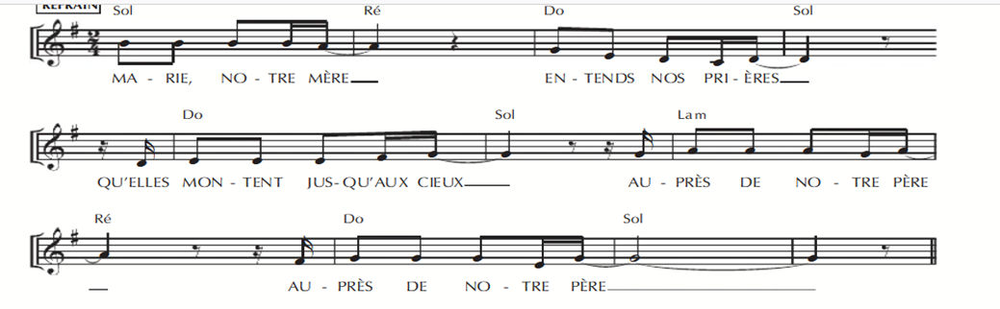 REFRAIN
Sol Ré Do Sol
2 4
MA - RIE, NO - TRE MÈRE EN - TENDS NOS PRI - ÈRES
Do Sol Lam
QU'ELLES MON - TENT JUS - QU'AUX CIEUX AU - PRÈS DE NO - TRE PÈRE
Ré Do Sol
AU - PRÈS DE NO - TRE PÈRE